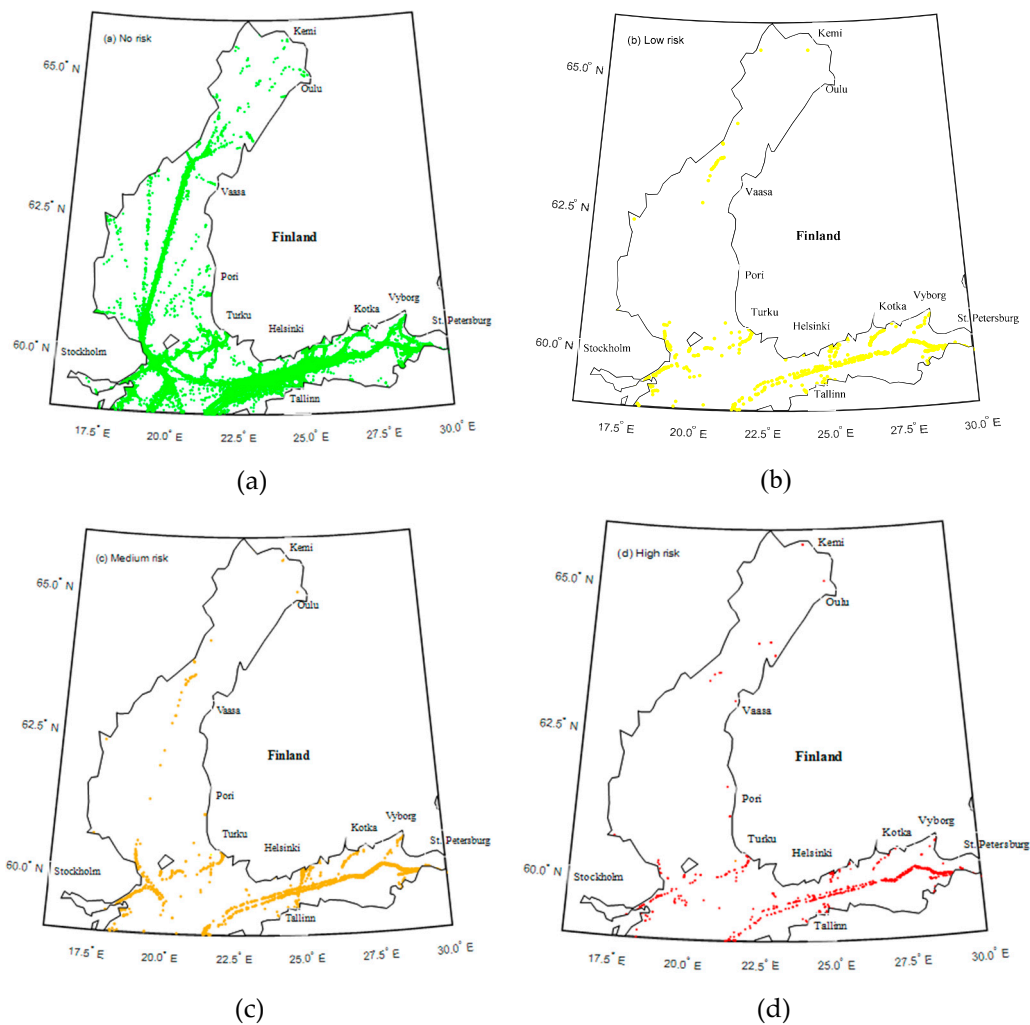 (a) No risk
Kemi
65.0° N
Oulu
Vaasa
62.5° N
Finland
Pori
Vyborg
Turku
Kotka
Helsinki
St. Petersburg
60.0° N
Stockholm
Tallinn
17.5° E
20.0° E
22.5° E
25.0° E
27.5° E
30.0° E
(a)
(b) Low risk
Kemi
65.0° N
Oulu
Vaasa
62.5° N
Finland
Pori
Vyborg
Kotka
Turku
Helsinki
St. Petersburg
60.0° N
Stockholm
Tallinn
17.5° E
20.0° E
22.5° E
25.0° E
27.5° E
30.0° E
(b)
(c) Medium risk
Kemi
65.0° N
Oulu
Vaasa
62.5° N
Finland
Pori
Vyborg
Turku
Kotka
Helsinki
St. Petersburg
60.0° N
Stockholm
Tallinn
17.5° E
20.0° E
22.5° E
25.0° E
27.5° E
30.0° E
(c)
(d) High risk
Kemi
65.0° N
Oulu
Vaasa
62.5° N
Finland
Pori
Vyborg
Turku
Kotka
Helsinki
St. Petersburg
60.0° N
Stockholm
Tallinn
17.5° E
20.0° E
22.5° E
25.0° E
27.5° E
30.0° E
(d)